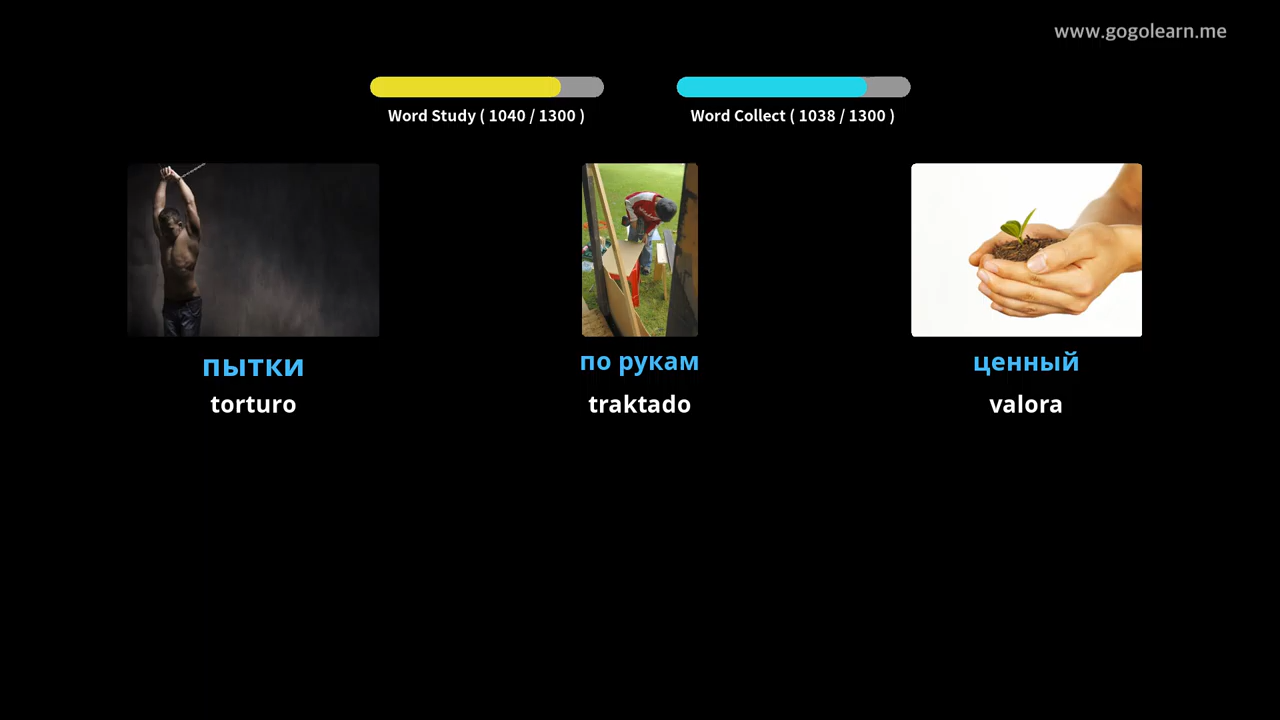 www.gogolearn.me
Word Study ( 1040 / 1300 )
Word Collect ( 1038 / 1300 )
пытки
torturo
по рукам
traktado
ценный
valora